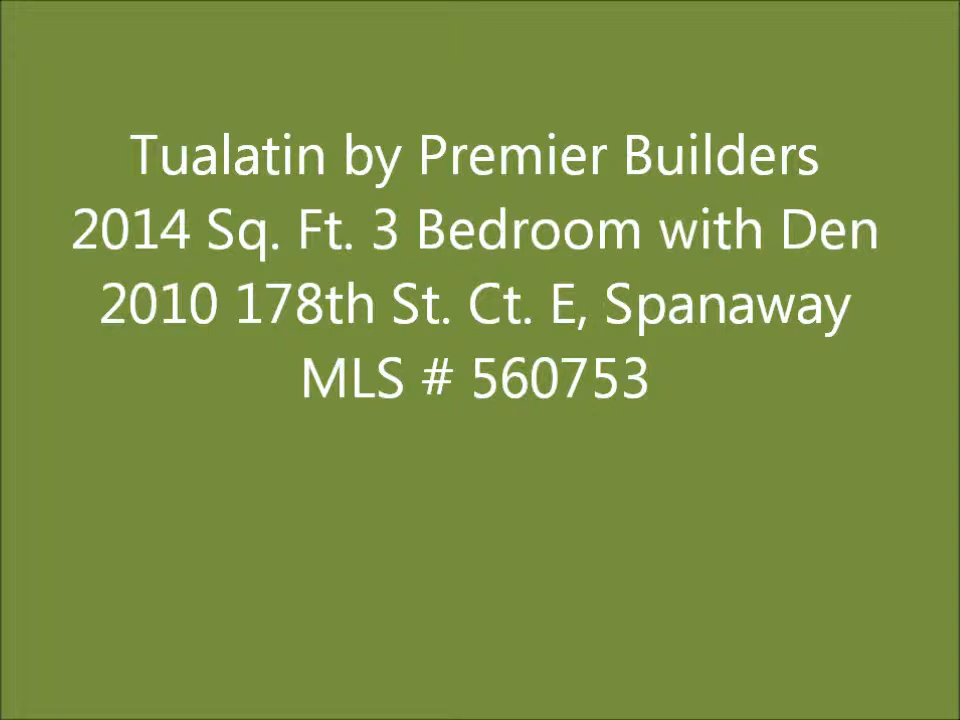 Tualatin by Premier Builders
2014 Sq. Ft. 3 Bedroom with Den
2010 178th St. Ct. E, Spanaway
MLS # 560753